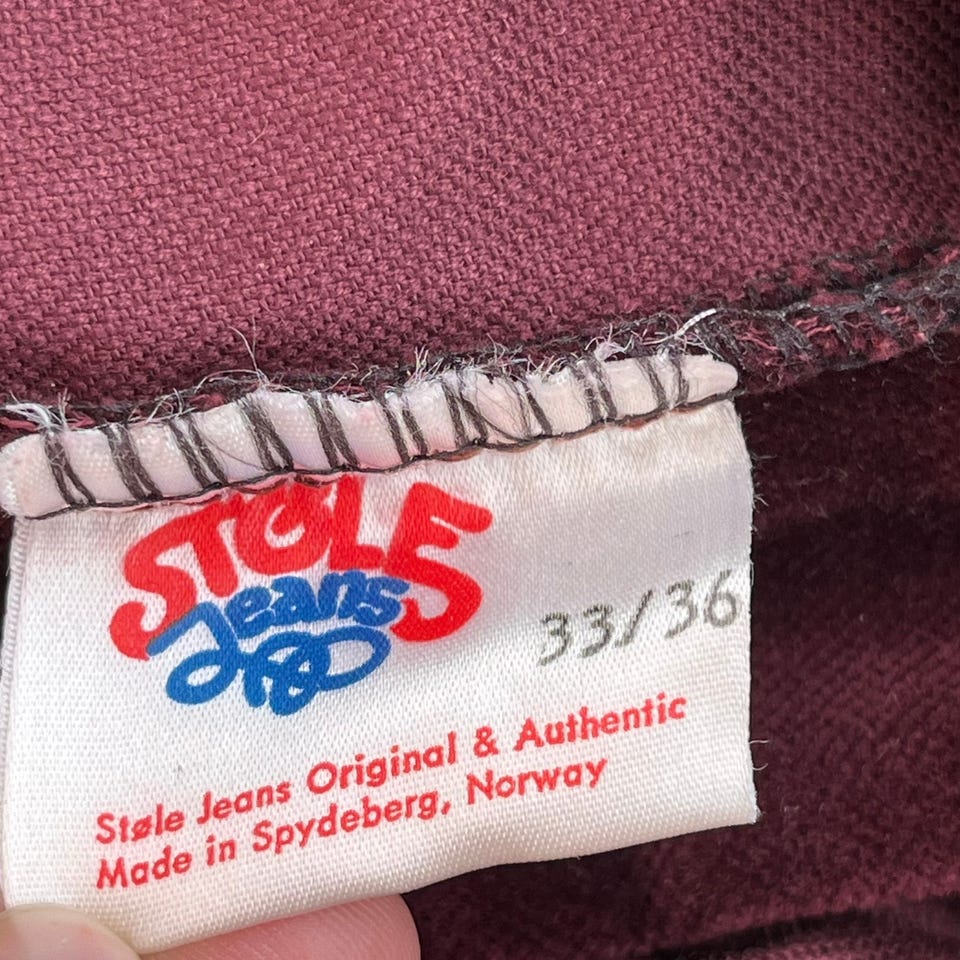 STØLE
Jeans
33/36
Støle Jeans Original & Authentic
Made in Spydeberg, Norway